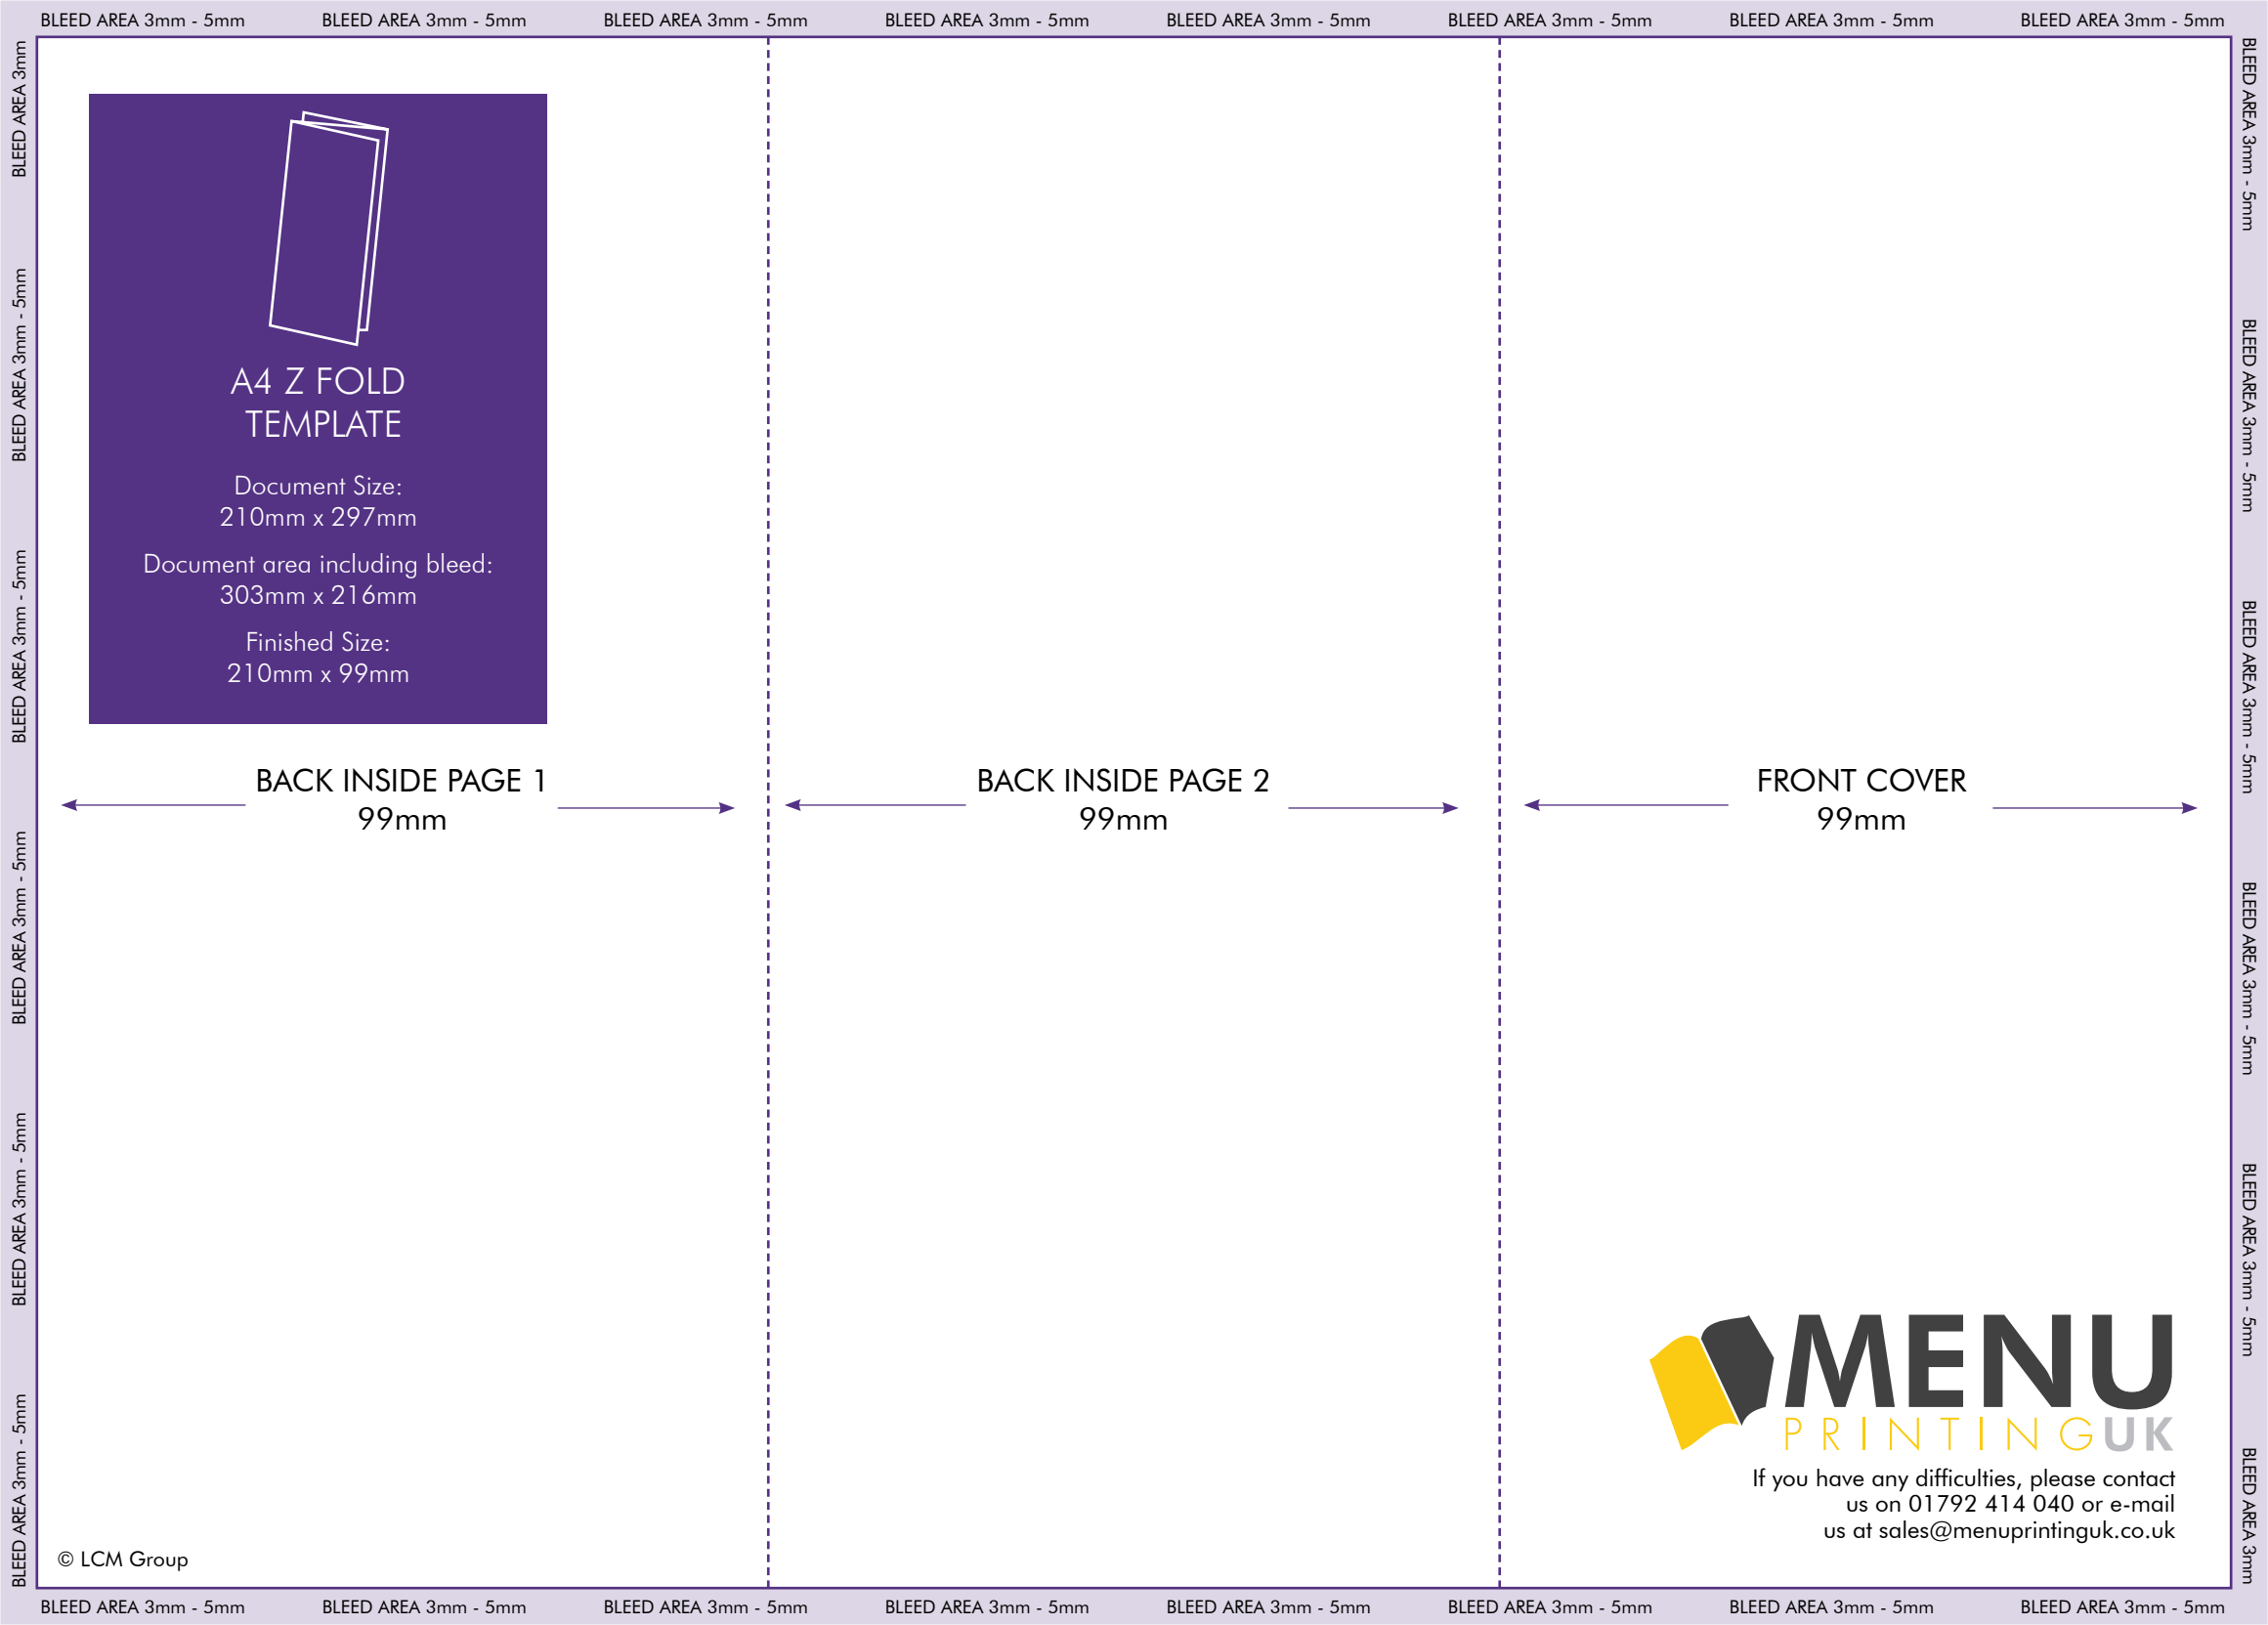 BLEED AREA 3mm - 5mm
BLEED AREA 3mm - 5mm
BLEED AREA 3mm - 5mm
BLEED AREA 3mm - 5mm
BLEED AREA 3mm - 5mm
BLEED AREA 3mm - 5mm
BLEED AREA 3mm - 5mm
BLEED AREA 3mm - 5mm
BLEED AREA 3mm
BLEED AREA 3mm - 5mm
BLEED AREA 3mm - 5mm
BLEED AREA 3mm - 5mm
BLEED AREA 3mm - 5mm
BLEED AREA 3mm - 5mm
A4 Z FOLD
TEMPLATE
Document Size:
210mm x 297mm
Document area including bleed:
303mm x 216mm
Finished Size:
210mm x 99mm
BACK INSIDE PAGE 1
99mm
BACK INSIDE PAGE 2
99mm
FRONT COVER
99mm
MENU
PRINTINGUK
If you have any difficulties, please contact
us on 01792 414 040 or e-mail
us at sales@menuprintinguk.co.uk
© LCM Group
BLEED AREA 3mm - 5mm
BLEED AREA 3mm - 5mm
BLEED AREA 3mm - 5mm
BLEED AREA 3mm - 5mm
BLEED AREA 3mm - 5mm
BLEED AREA 3mm
BLEED AREA 3mm - 5mm
BLEED AREA 3mm - 5mm
BLEED AREA 3mm - 5mm
BLEED AREA 3mm - 5mm
BLEED AREA 3mm - 5mm
BLEED AREA 3mm - 5mm
BLEED AREA 3mm - 5mm
BLEED AREA 3mm - 5mm